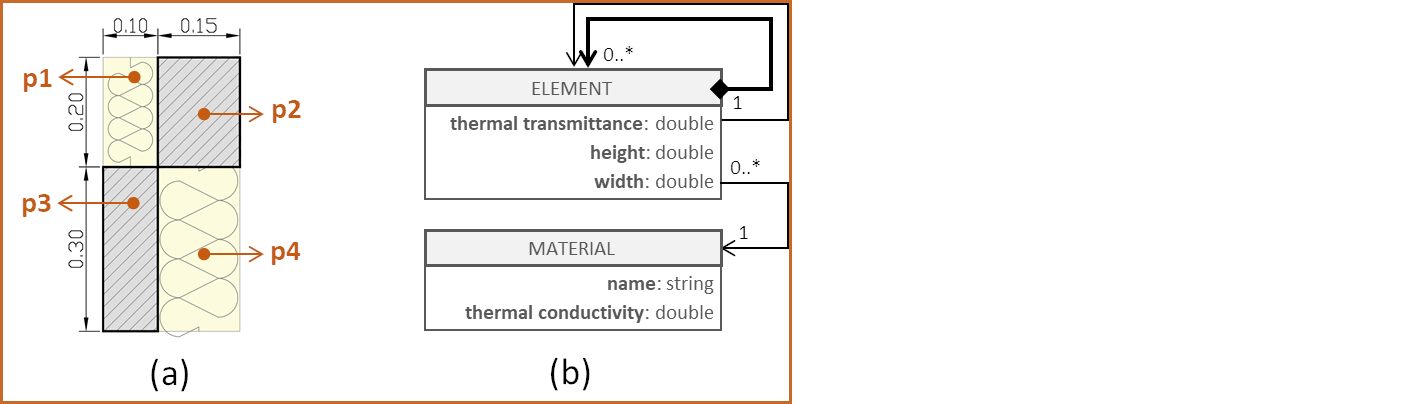 0.10
0.15
p1
p2
0.20
p3
p4
0.30
(a)
0..*
ELEMENT
1
thermal transmittance: double
height: double
width: double
0..*
1
MATERIAL
name: string
thermal conductivity: double
(b)